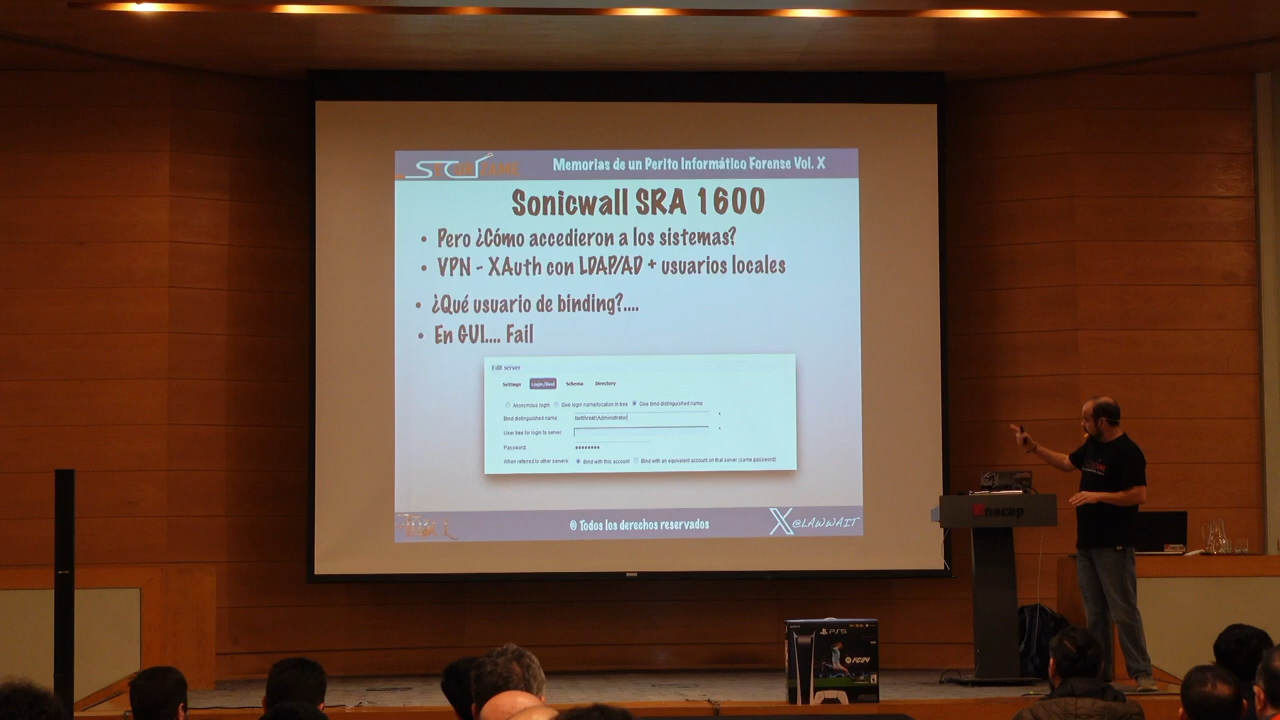 Memorias de un Perito Informático Forense Vol. X
Sonicwall SRA 1600
• Pero ¿Cómo accedieron a los sistemas?
• VPN - XAuth con LDAP/AD + usuarios locales
• ¿Qué usuario de binding?....
• En GUI.... Fail
Edit server
Settings Login/Bind Schema Directory
Anonymous login Give login name/location in tree Give bind distinguished name
Bind distinguished name: Netthreat\Administrator
User tree for login to server:
Password: ●●●●●●●●
When referred to other servers: Bind with this account Bind with an equivalent account on that server (same password)
© Todos los derechos reservados
X @LAWWAIT
inacap
PS5
FC24